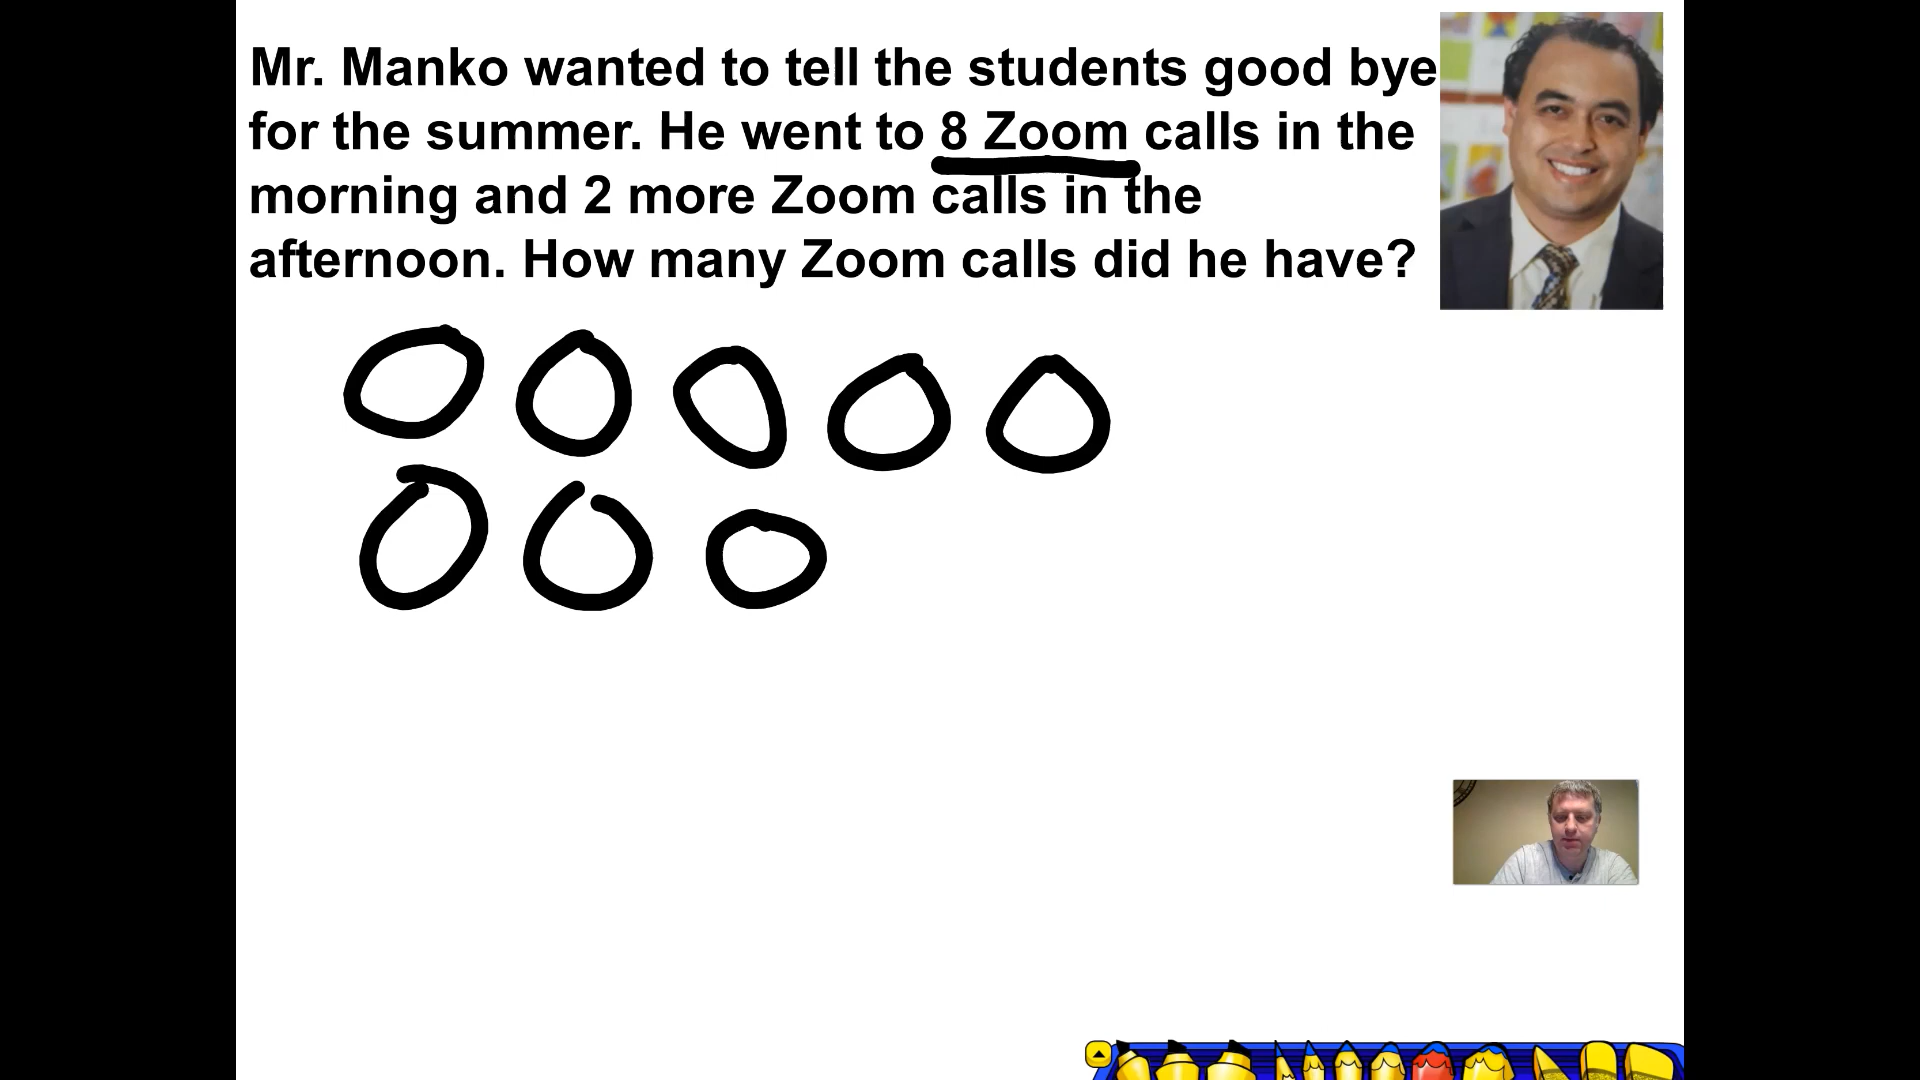 Mr. Manko wanted to tell the students good bye
for the summer. He went to 8 Zoom calls in the
morning and 2 more Zoom calls in the
afternoon. How many Zoom calls did he have?